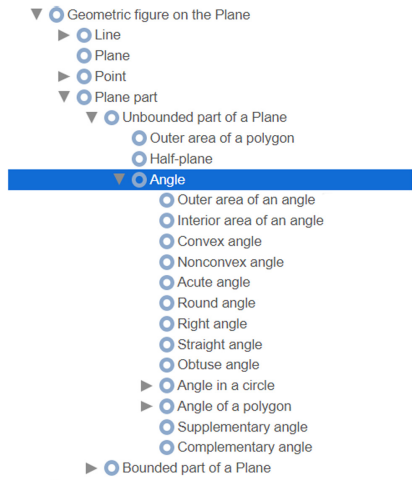 Geometric figure on the Plane
Line
Plane
Point
Plane part
Unbounded part of a Plane
Outer area of a polygon
Half-plane
Angle
Outer area of an angle
Interior area of an angle
Convex angle
Nonconvex angle
Acute angle
Round angle
Right angle
Straight angle
Obtuse angle
Angle in a circle
Angle of a polygon
Supplementary angle
Complementary angle
Bounded part of a Plane